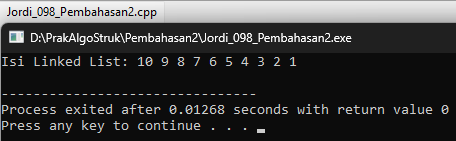 Jordi_098_Pembahasan2.cpp
D:\PrakAlgoStruk\Pembahasan2\Jordi_098_Pembahasan2.exe
Isi Linked List: 10 9 8 7 6 5 4 3 2 1
--------------------------------
Process exited after 0.01268 seconds with return value 0
Press any key to continue . . .